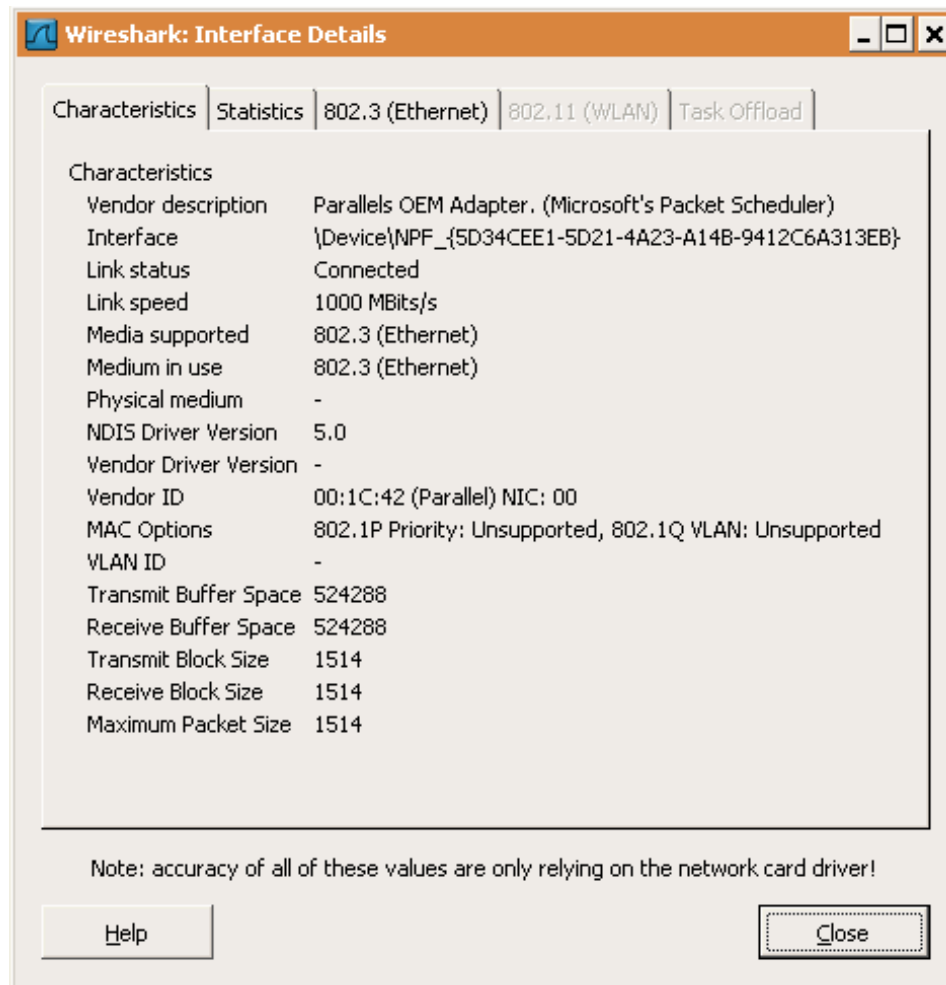 Wireshark: Interface Details
Characteristics Statistics 802.3 (Ethernet) 802.11 (WLAN) Task Offload
Characteristics
Vendor description Parallels OEM Adapter. (Microsoft's Packet Scheduler)
Interface \Device\NPF_{5D34CEE1-5D21-4A23-A14B-9412C6A313EB}
Link status Connected
Link speed 1000 MBits/s
Media supported 802.3 (Ethernet)
Medium in use 802.3 (Ethernet)
Physical medium -
NDIS Driver Version 5.0
Vendor Driver Version -
Vendor ID 00:1C:42 (Parallel) NIC: 00
MAC Options 802.1P Priority: Unsupported, 802.1Q VLAN: Unsupported
VLAN ID -
Transmit Buffer Space 524288
Receive Buffer Space 524288
Transmit Block Size 1514
Receive Block Size 1514
Maximum Packet Size 1514
Note: accuracy of all of these values are only relying on the network card driver!
Help Close